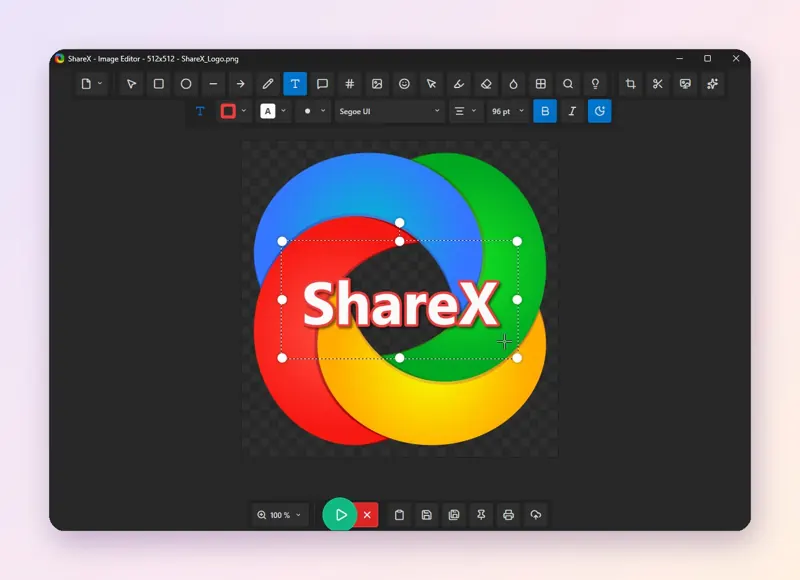 ShareX - Image Editor - 512x512 - ShareX_Logo.png
T
T A Segoe UI 96 pt B I
ShareX
100 %